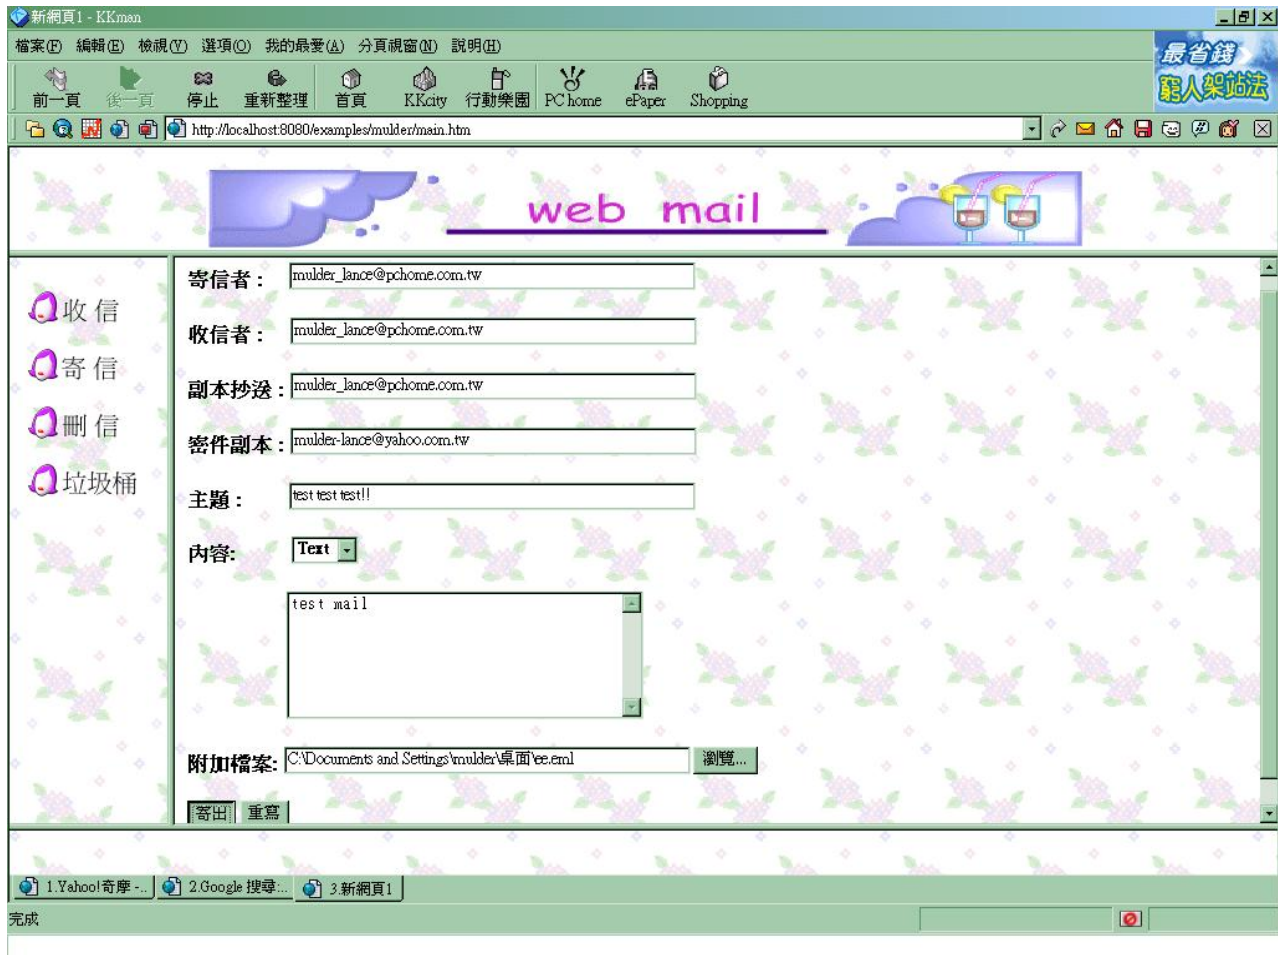 新網頁1 - KKman
檔案(F) 編輯(E) 檢視(V) 選項(O) 我的最愛(A) 分頁視窗(N) 說明(H)
最省錢
窮人架站法
前一頁 後一頁 停止 重新整理 首頁 KKcity 行動樂園 PChome ePaper Shopping
http://localhost:8080/examples/mulder/main.htm
web mail
收信
寄信
刪信
垃圾桶
寄信者： mulder_lance@pchome.com.tw
收信者： mulder_lance@pchome.com.tw
副本抄送： mulder_lance@pchome.com.tw
密件副本： mulder-lance@yahoo.com.tw
主題： test test test!!
內容: Text
test mail
附加檔案: C:\Documents and Settings\mulder\桌面\ee.eml 瀏覽...
寄出 重寫
1.Yahoo!奇摩 -.. 2.Google 搜尋:.. 3.新網頁1
完成